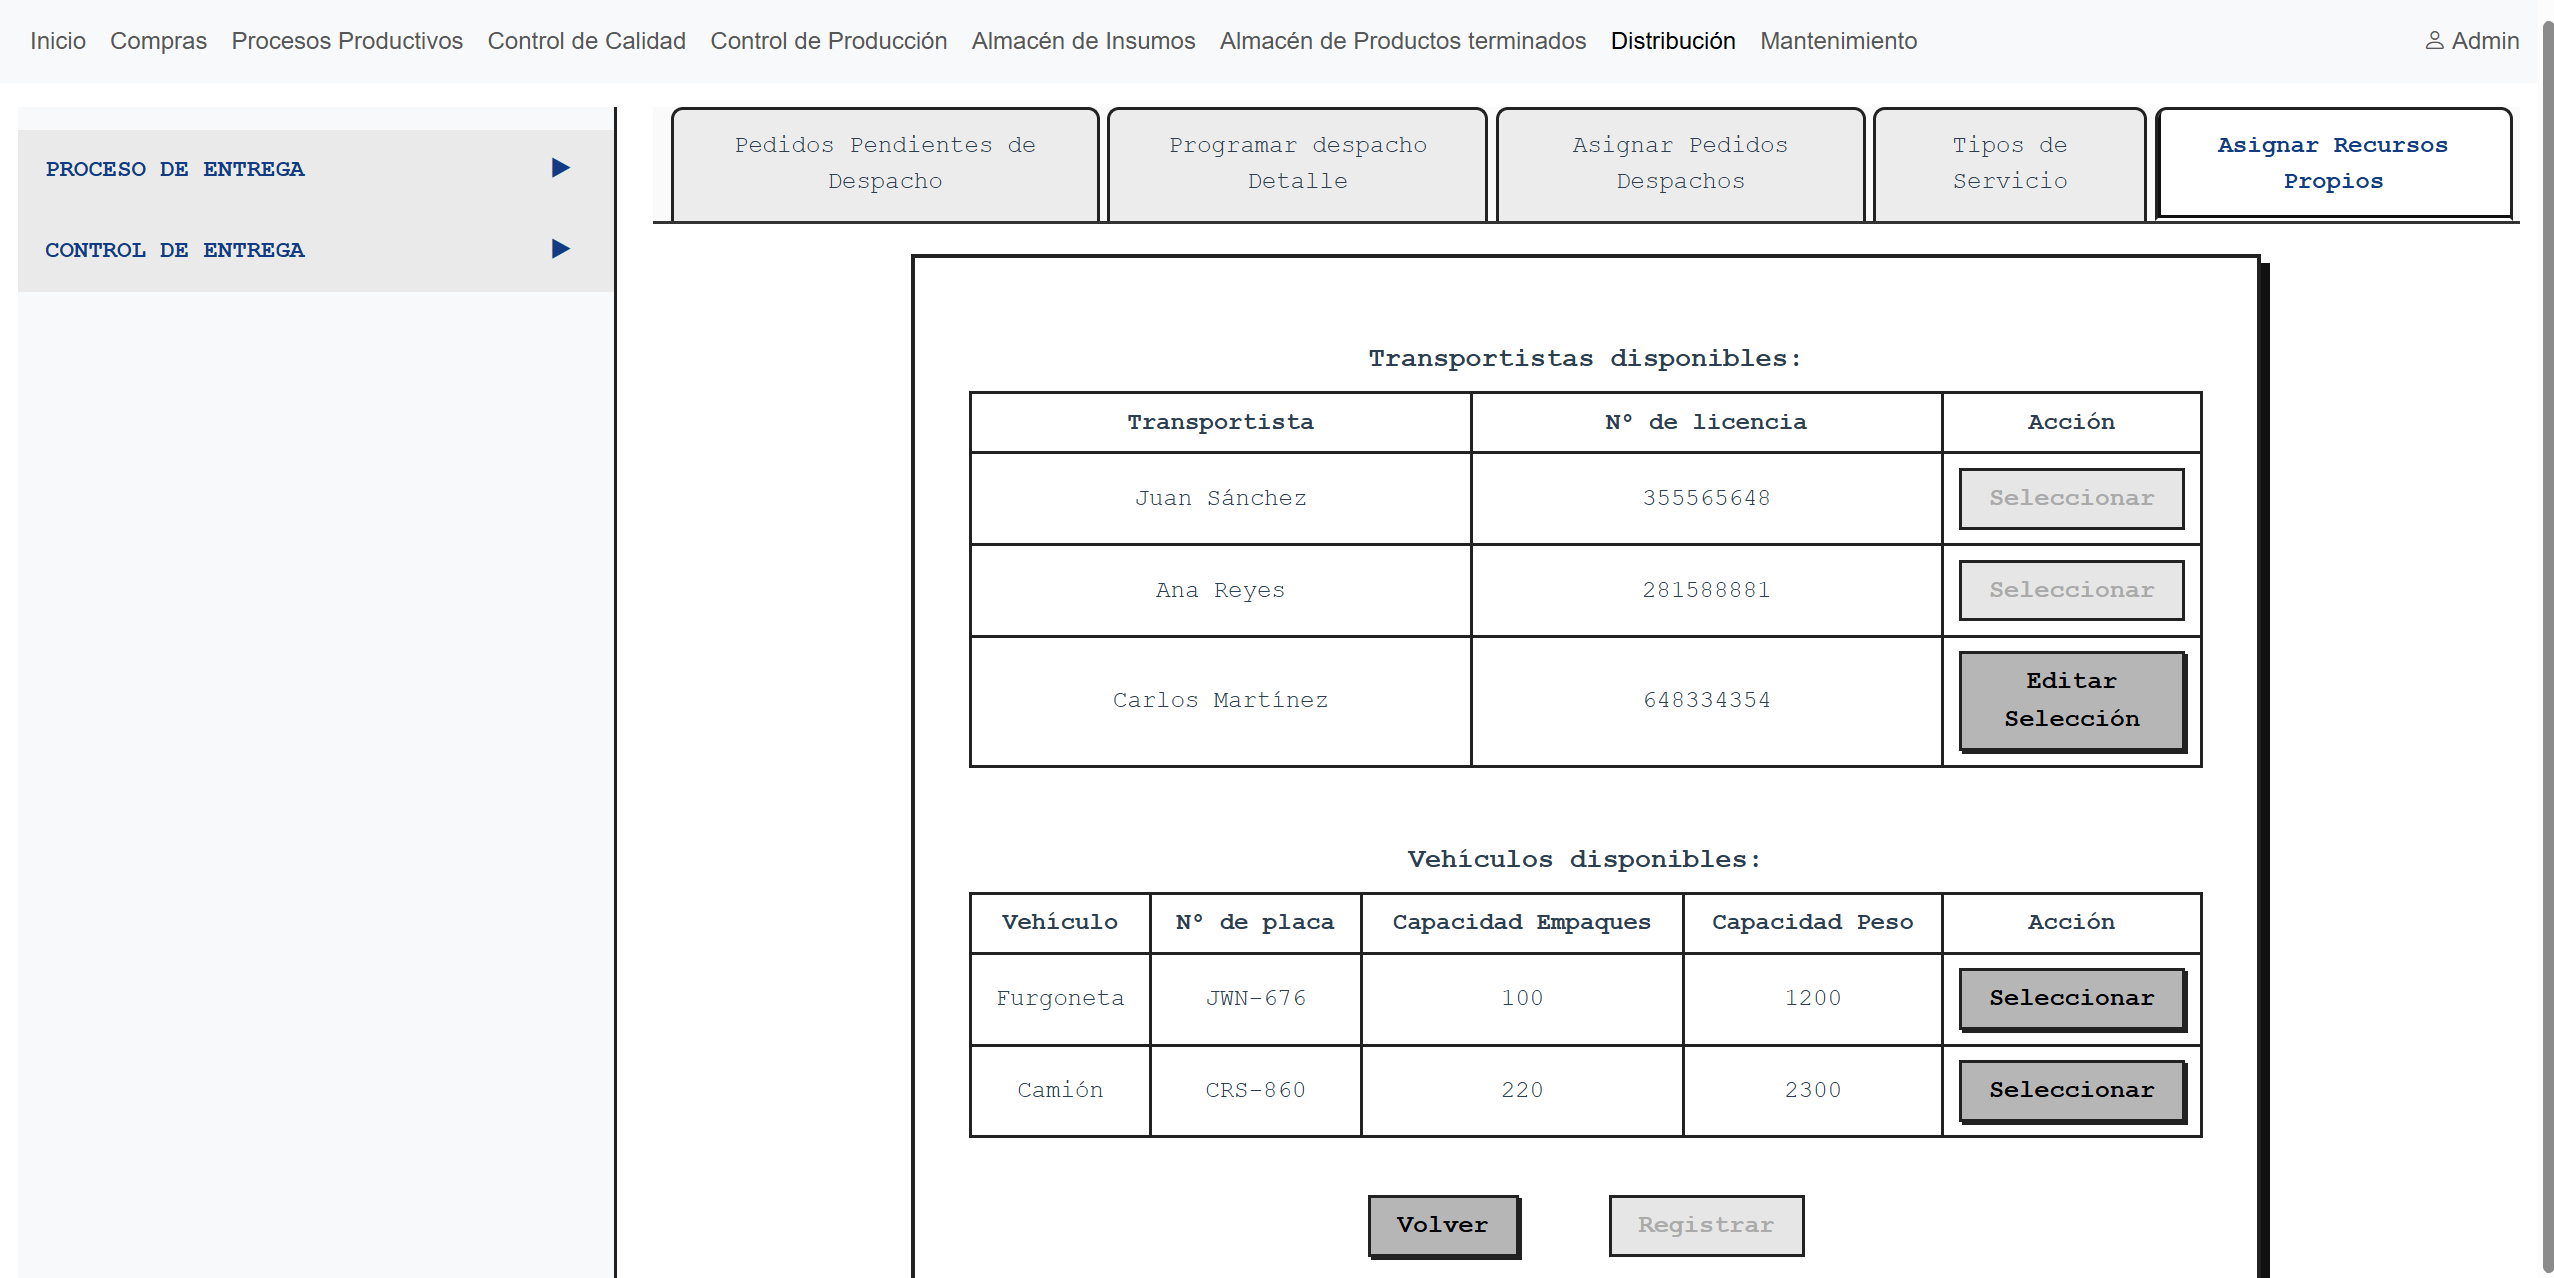 Inicio Compras Procesos Productivos Control de Calidad Control de Producción Almacén de Insumos Almacén de Productos terminados Distribución Mantenimiento Admin
PROCESO DE ENTREGA
CONTROL DE ENTREGA
Pedidos Pendientes de
Despacho
Programar despacho
Detalle
Asignar Pedidos
Despachos
Tipos de
Servicio
Asignar Recursos
Propios
Transportistas disponibles:
Transportista N° de licencia Acción
Juan Sánchez 355565648 Seleccionar
Ana Reyes 281588881 Seleccionar
Carlos Martínez 648334354 Editar
Selección
Vehículos disponibles:
Vehículo N° de placa Capacidad Empaques Capacidad Peso Acción
Furgoneta JWN-676 100 1200 Seleccionar
Camión CRS-860 220 2300 Seleccionar
Volver Registrar